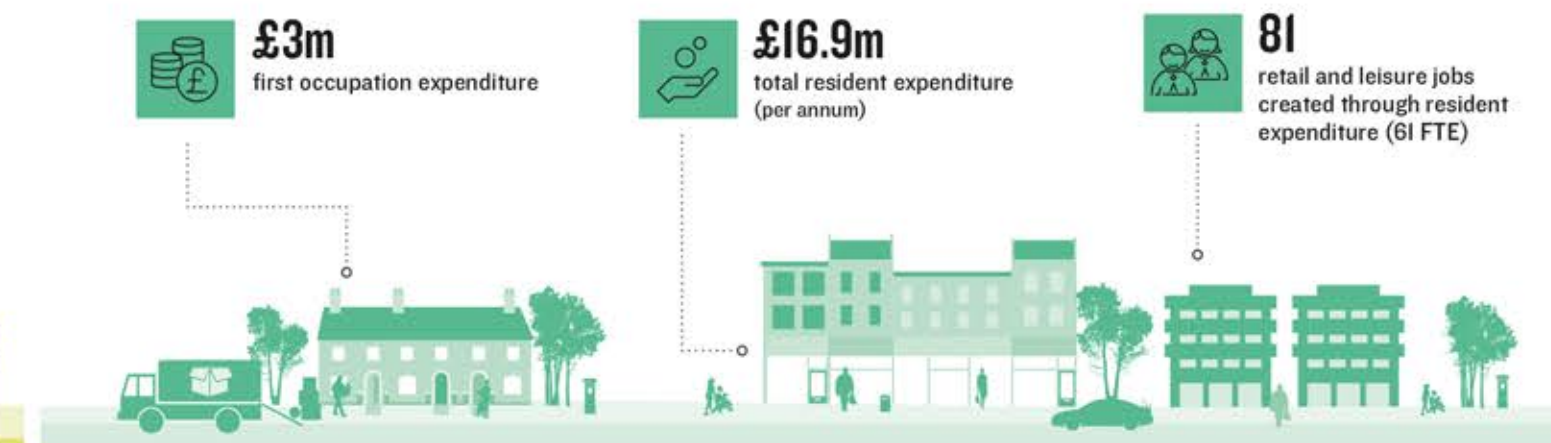 £3m
first occupation expenditure
£16.9m
total resident expenditure
(per annum)
81
retail and leisure jobs
created through resident
expenditure (61 FTE)
£